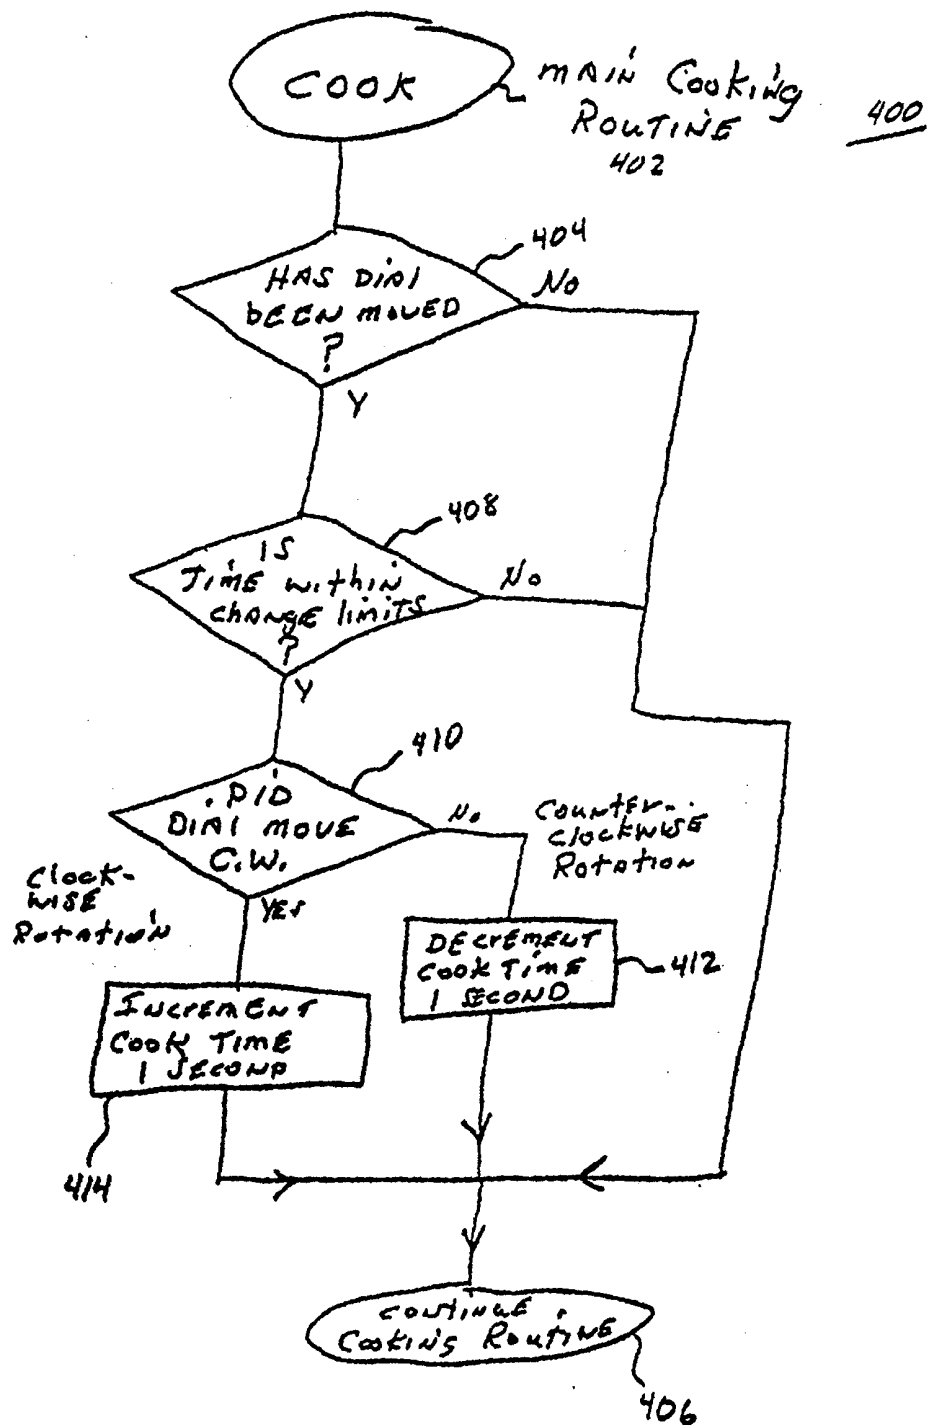 COOK
MAIN COOKING
ROUTINE
402
400
404
HAS DIAL
BEEN MOVED
?
No
Y
408
IS
TIME within
CHANGE limits
?
No
Y
410
DID
DIAL MOVE
C.W.
No
COUNTER-
CLOCKWISE
ROTATION
Clock-
WISE
ROTATION
YES
DECREMENT
COOK TIME
1 SECOND
412
INCREMENT
COOK TIME
1 SECOND
414
CONTINUE
COOKING ROUTINE
406